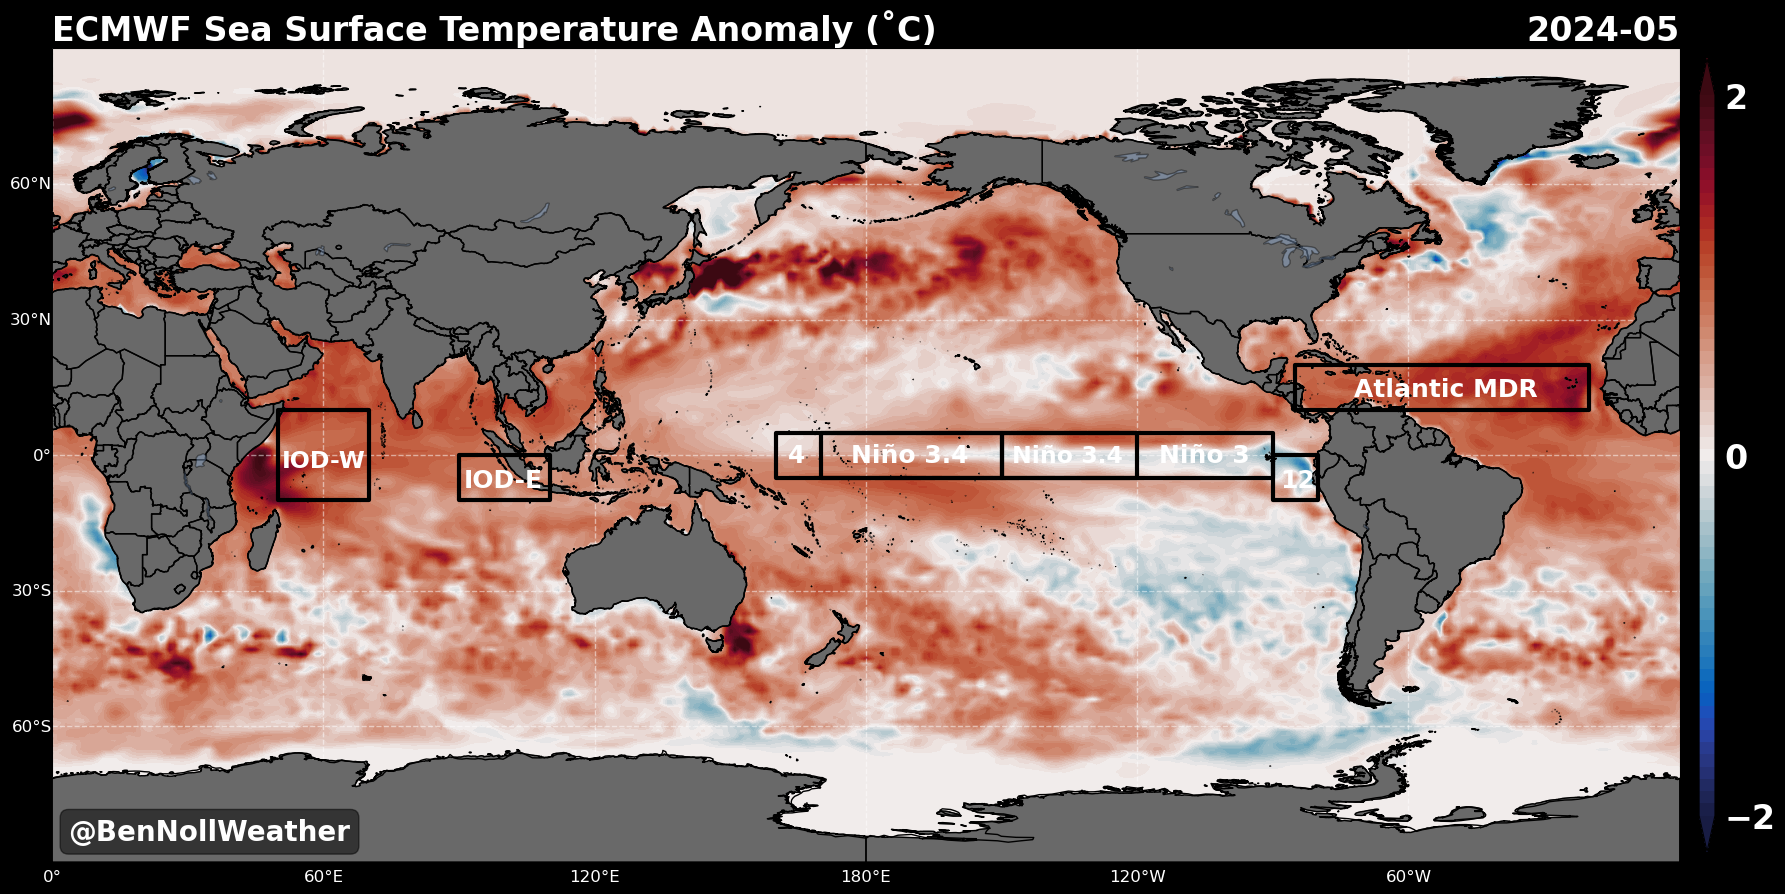 ECMWF Sea Surface Temperature Anomaly (˚C)
2024-05
2
0
−2
60°N
30°N
0°
30°S
60°S
Atlantic MDR
IOD-W
IOD-E
4
Niño 3.4
Niño 3.4
Niño 3
12
@BenNollWeather
0°
60°E
120°E
180°E
120°W
60°W